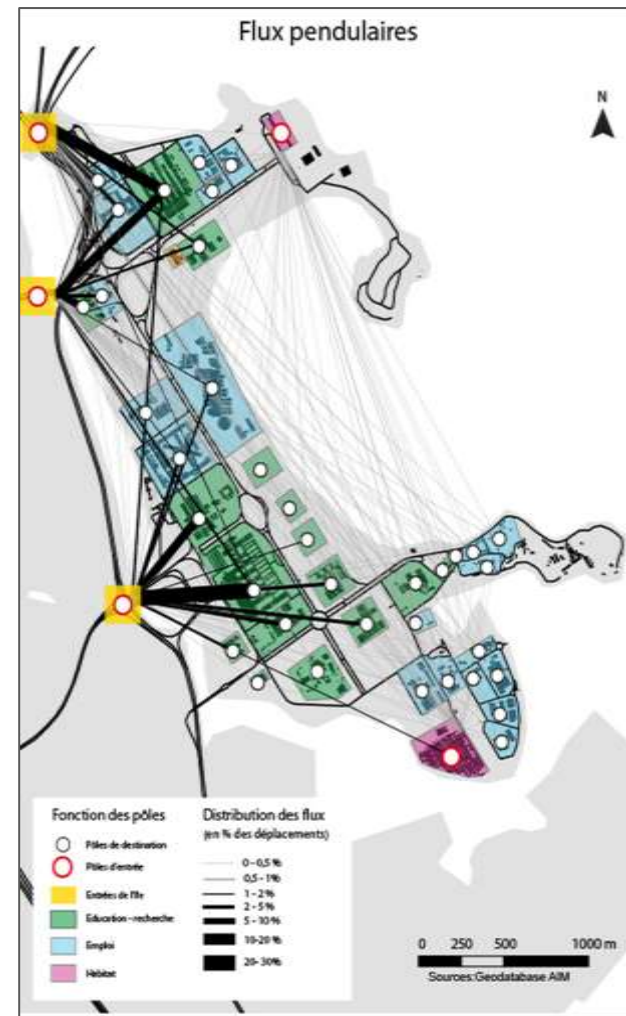 Flux pendulaires
N
Fonction des pôles
Pôles de destination
Pôles d'entrée
Entrées de l'île
Education - recherche
Emploi
Habitat
Distribution des flux
(en % des déplacements)
0 - 0,5 %
0,5 - 1%
1 - 2%
2 - 5 %
5 - 10 %
10-20 %
20- 30%
0 250 500 1000 m
Sources:Geodatabase AIM